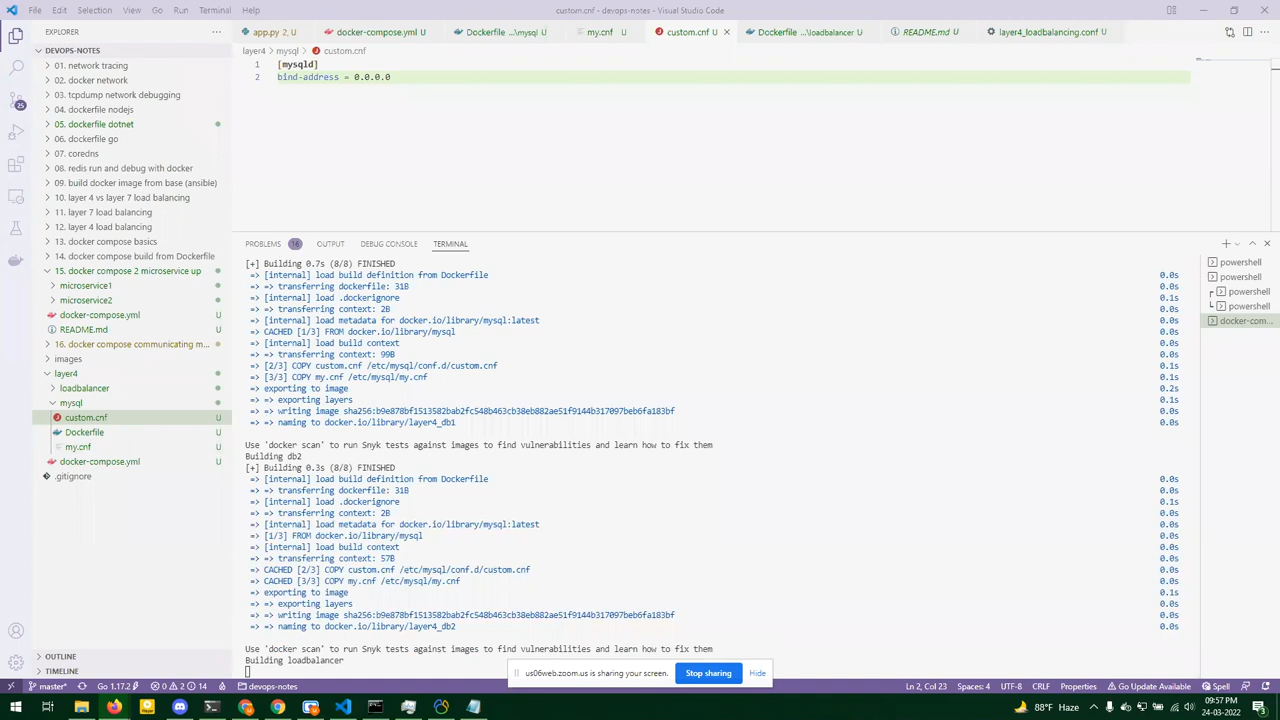 File Edit Selection View Go Run Terminal Help
custom.cnf - devops-notes - Visual Studio Code
EXPLORER
DEVOPS-NOTES
01. network tracing
02. docker network
03. tcpdump network debugging
04. dockerfile nodejs
05. dockerfile dotnet
06. dockerfile go
07. coredns
08. redis run and debug with docker
09. build docker image from base (ansible)
10. layer 4 vs layer 7 load balancing
11. layer 7 load balancing
12. layer 4 load balancing
13. docker compose basics
14. docker compose build from Dockerfile
15. docker compose 2 microservice up
microservice1
microservice2
docker-compose.yml U
README.md U
16. docker compose communicating m...
images
layer4
loadbalancer
mysql
custom.cnf U
Dockerfile U
my.cnf U
docker-compose.yml U
.gitignore
OUTLINE
TIMELINE
25
app.py 2, U
docker-compose.yml U
Dockerfile ...\mysql U
my.cnf U
custom.cnf U
Dockerfile ...\loadbalancer U
README.md U
layer4_loadbalancing.conf U
layer4 > mysql > custom.cnf
1 [mysqld]
2 bind-address = 0.0.0.0
PROBLEMS 16 OUTPUT DEBUG CONSOLE TERMINAL
[+] Building 0.7s (8/8) FINISHED
=> [internal] load build definition from Dockerfile 0.0s
=> => transferring dockerfile: 31B 0.0s
=> [internal] load .dockerignore 0.1s
=> => transferring context: 2B 0.0s
=> [internal] load metadata for docker.io/library/mysql:latest 0.0s
=> CACHED [1/3] FROM docker.io/library/mysql 0.0s
=> [internal] load build context 0.0s
=> => transferring context: 99B 0.0s
=> [2/3] COPY custom.cnf /etc/mysql/conf.d/custom.cnf 0.1s
=> [3/3] COPY my.cnf /etc/mysql/my.cnf 0.1s
=> exporting to image 0.2s
=> => exporting layers 0.1s
=> => writing image sha256:b9e878bf1513582bab2fc548b463cb38eb882ae51f9144b317097beb6fa183bf 0.0s
=> => naming to docker.io/library/layer4_db1 0.0s
Use 'docker scan' to run Snyk tests against images to find vulnerabilities and learn how to fix them
Building db2
[+] Building 0.3s (8/8) FINISHED
=> [internal] load build definition from Dockerfile 0.0s
=> => transferring dockerfile: 31B 0.0s
=> [internal] load .dockerignore 0.0s
=> => transferring context: 2B 0.0s
=> [internal] load metadata for docker.io/library/mysql:latest 0.0s
=> [1/3] FROM docker.io/library/mysql 0.0s
=> [internal] load build context 0.0s
=> => transferring context: 57B 0.0s
=> CACHED [2/3] COPY custom.cnf /etc/mysql/conf.d/custom.cnf 0.0s
=> CACHED [3/3] COPY my.cnf /etc/mysql/my.cnf 0.0s
=> exporting to image 0.1s
=> => exporting layers 0.0s
=> => writing image sha256:b9e878bf1513582bab2fc548b463cb38eb882ae51f9144b317097beb6fa183bf 0.0s
=> => naming to docker.io/library/layer4_db2 0.0s
Use 'docker scan' to run Snyk tests against images to find vulnerabilities and learn how to fix them
Building loadbalancer
powershell
powershell
powershell
powershell
docker-com...
us06web.zoom.us is sharing your screen. Stop sharing Hide
master* Go 1.17.2 0 2 14 devops-notes
Ln 2, Col 23 Spaces: 4 UTF-8 CRLF Properties Go Update Available Spell
88°F Haze
09:57 PM
24-03-2022
3